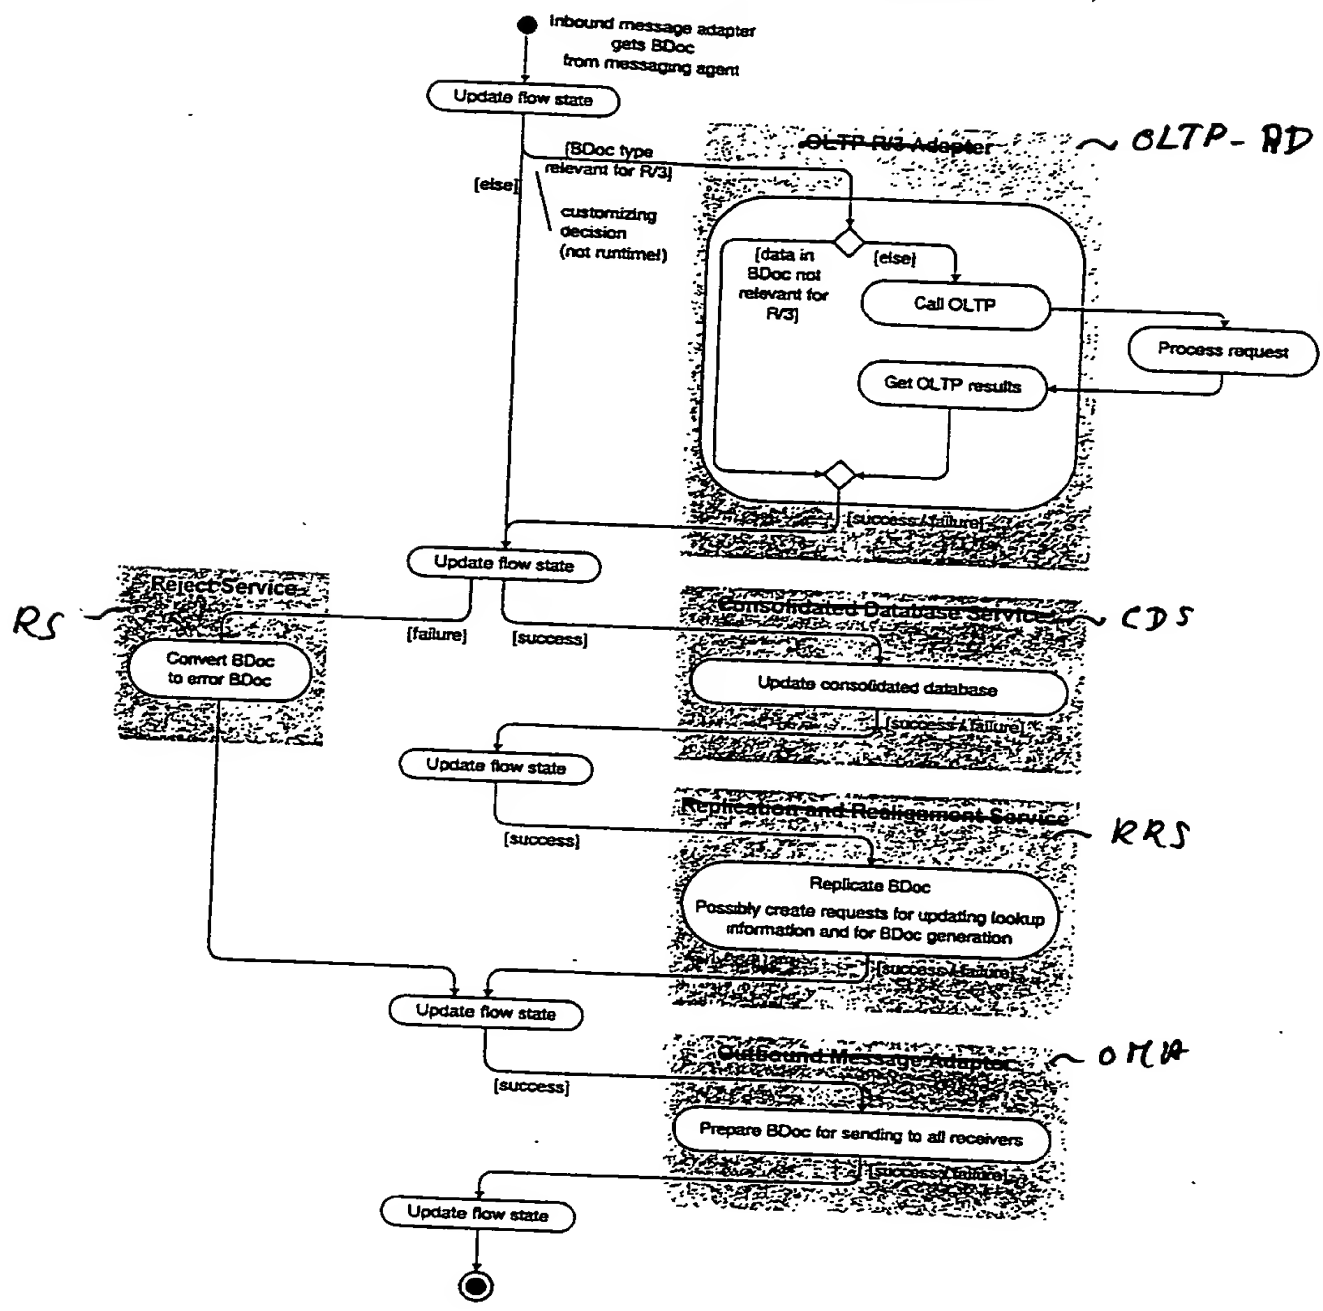 Inbound message adapter
gets BDoc
from messaging agent
Update flow state
[BDoc type
relevant for R/3]
[else]
customizing
decision
(not runtime!)
OLTP R/3 Adapter
OLTP-AD
[data in
BDoc not
relevant for
R/3]
[else]
Call OLTP
Process request
Get OLTP results
[success / failure]
Update flow state
Reject Service
RS
[failure]
[success]
Convert BDoc
to error BDoc
Consolidated Database Service
CDS
Update consolidated database
[success / failure]
Update flow state
[success]
Replication and Realignment Service
RRS
Replicate BDoc
Possibly create requests for updating lookup
information and for BDoc generation
[success / failure]
Update flow state
[success]
Outbound Message Adapter
OMA
Prepare BDoc for sending to all receivers
[success / failure]
Update flow state